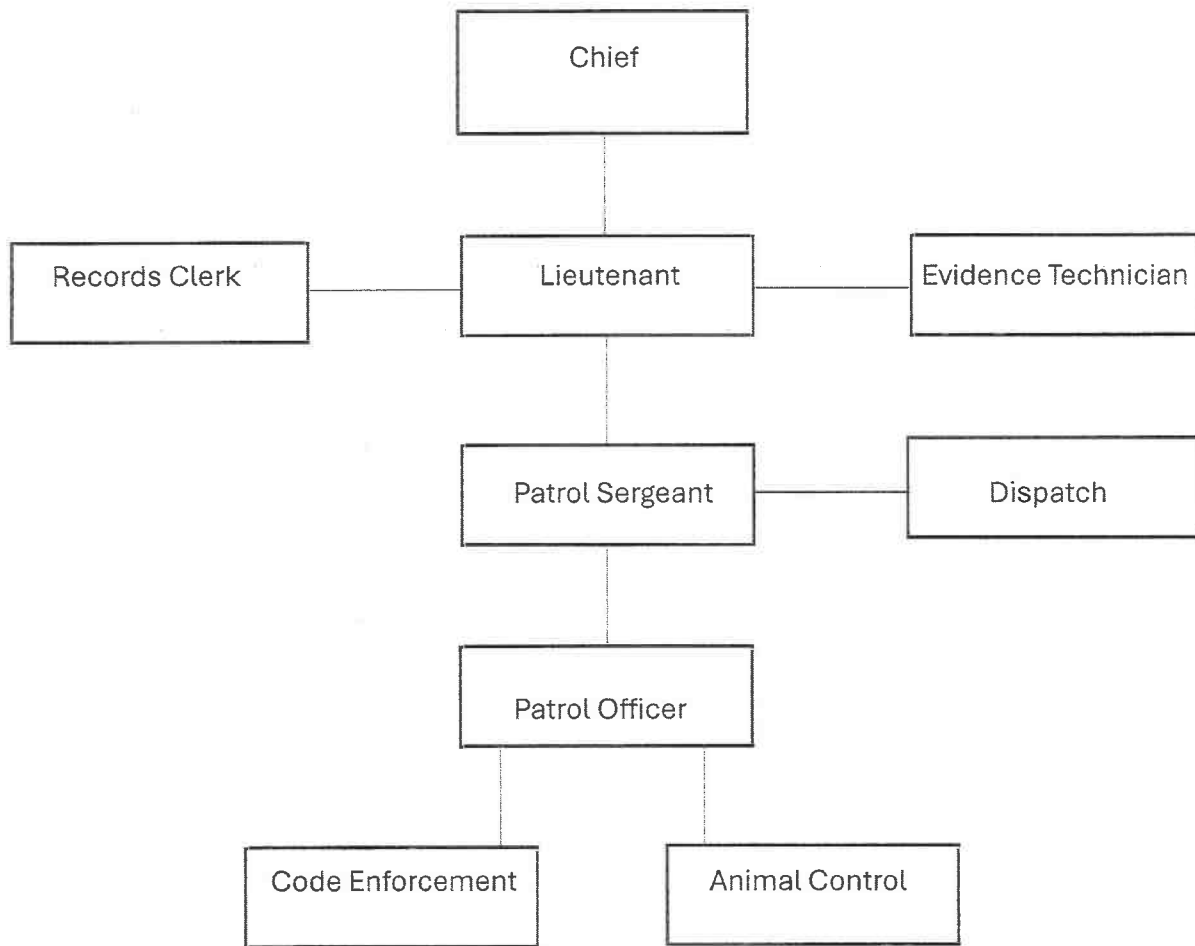 Chief
Records Clerk
Lieutenant
Evidence Technician
Patrol Sergeant
Dispatch
Patrol Officer
Code Enforcement
Animal Control